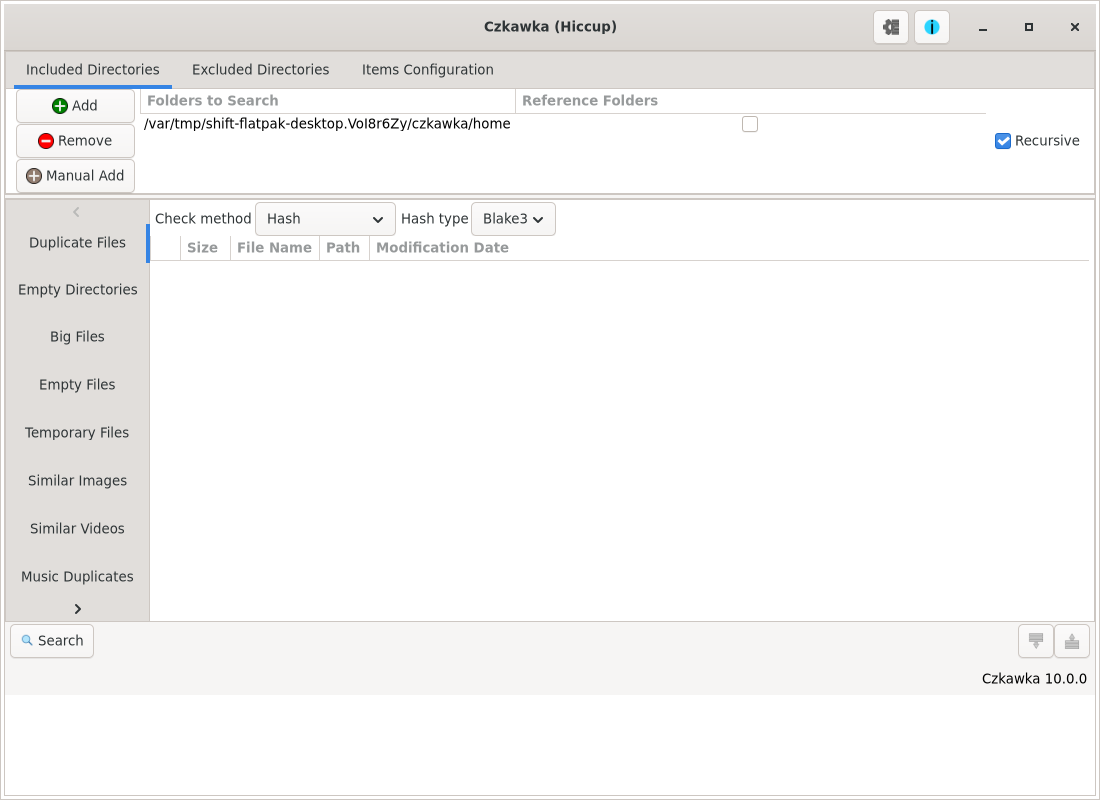 Czkawka (Hiccup)
Included Directories Excluded Directories Items Configuration
Add
Remove
Manual Add
Folders to Search Reference Folders
/var/tmp/shift-flatpak-desktop.VoI8r6Zy/czkawka/home
Recursive
Duplicate Files
Empty Directories
Big Files
Empty Files
Temporary Files
Similar Images
Similar Videos
Music Duplicates
Check method Hash Hash type Blake3
Size File Name Path Modification Date
Search
Czkawka 10.0.0